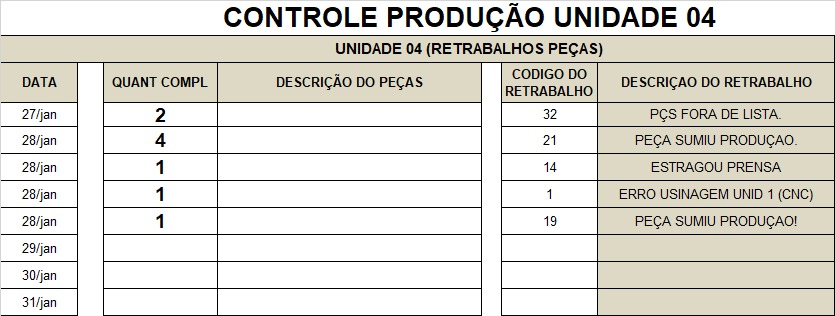 CONTROLE PRODUÇÃO UNIDADE 04
UNIDADE 04 (RETRABALHOS PEÇAS)
DATA QUANT COMPL DESCRIÇÃO DO PEÇAS CODIGO DO RETRABALHO DESCRIÇAO DO RETRABALHO
27/jan 2 32 PÇS FORA DE LISTA.
28/jan 4 21 PEÇA SUMIU PRODUÇAO.
28/jan 1 14 ESTRAGOU PRENSA
28/jan 1 1 ERRO USINAGEM UNID 1 (CNC)
28/jan 1 19 PEÇA SUMIU PRODUÇAO!
29/jan
30/jan
31/jan